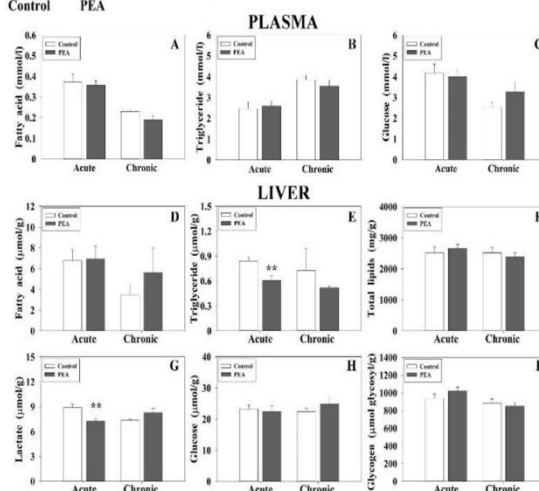 Control PEA
PLASMA
A
Control
PEA
Fatty acid (mmol/l)
0.6
0.5
0.4
0.3
0.2
0.1
0
Acute Chronic
B
Control
PEA
Triglyceride (mmol/l)
6
5
4
3
2
1
0
Acute Chronic
Control
PEA
Glucose (mmol/l)
6
5
4
3
2
1
0
Acute Chronic
LIVER
D
Control
PEA
Fatty acid (μmol/g)
12
10
8
6
4
2
0
Acute Chronic
E
Control
PEA
Triglyceride (μmol/g)
1.5
1.2
0.9
0.6
0.3
0
**
Acute Chronic
Control
PEA
Total lipids (mg/g)
4000
3000
2000
1000
0
Acute Chronic
G
Control
PEA
Lactate (μmol/g)
15
12
9
6
3
0
**
Acute Chronic
H
Control
PEA
Glucose (μmol/g)
40
30
20
10
0
Acute Chronic
Control
PEA
Glycogen (μmol glycosyl/g)
1400
1200
1000
800
600
400
200
0
Acute Chronic